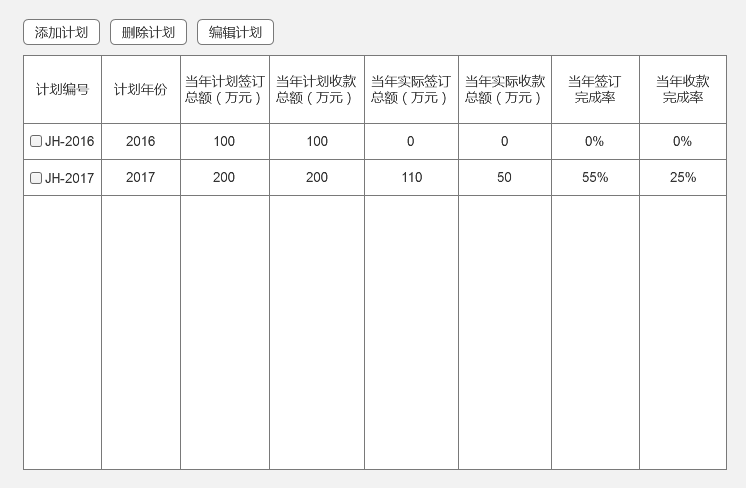 添加计划 删除计划 编辑计划
计划编号 计划年份 当年计划签订 当年计划收款 当年实际签订 当年实际收款 当年签订 当年收款
总额（万元） 总额（万元） 总额（万元） 总额（万元） 完成率 完成率
JH-2016 2016 100 100 0 0 0% 0%
JH-2017 2017 200 200 110 50 55% 25%